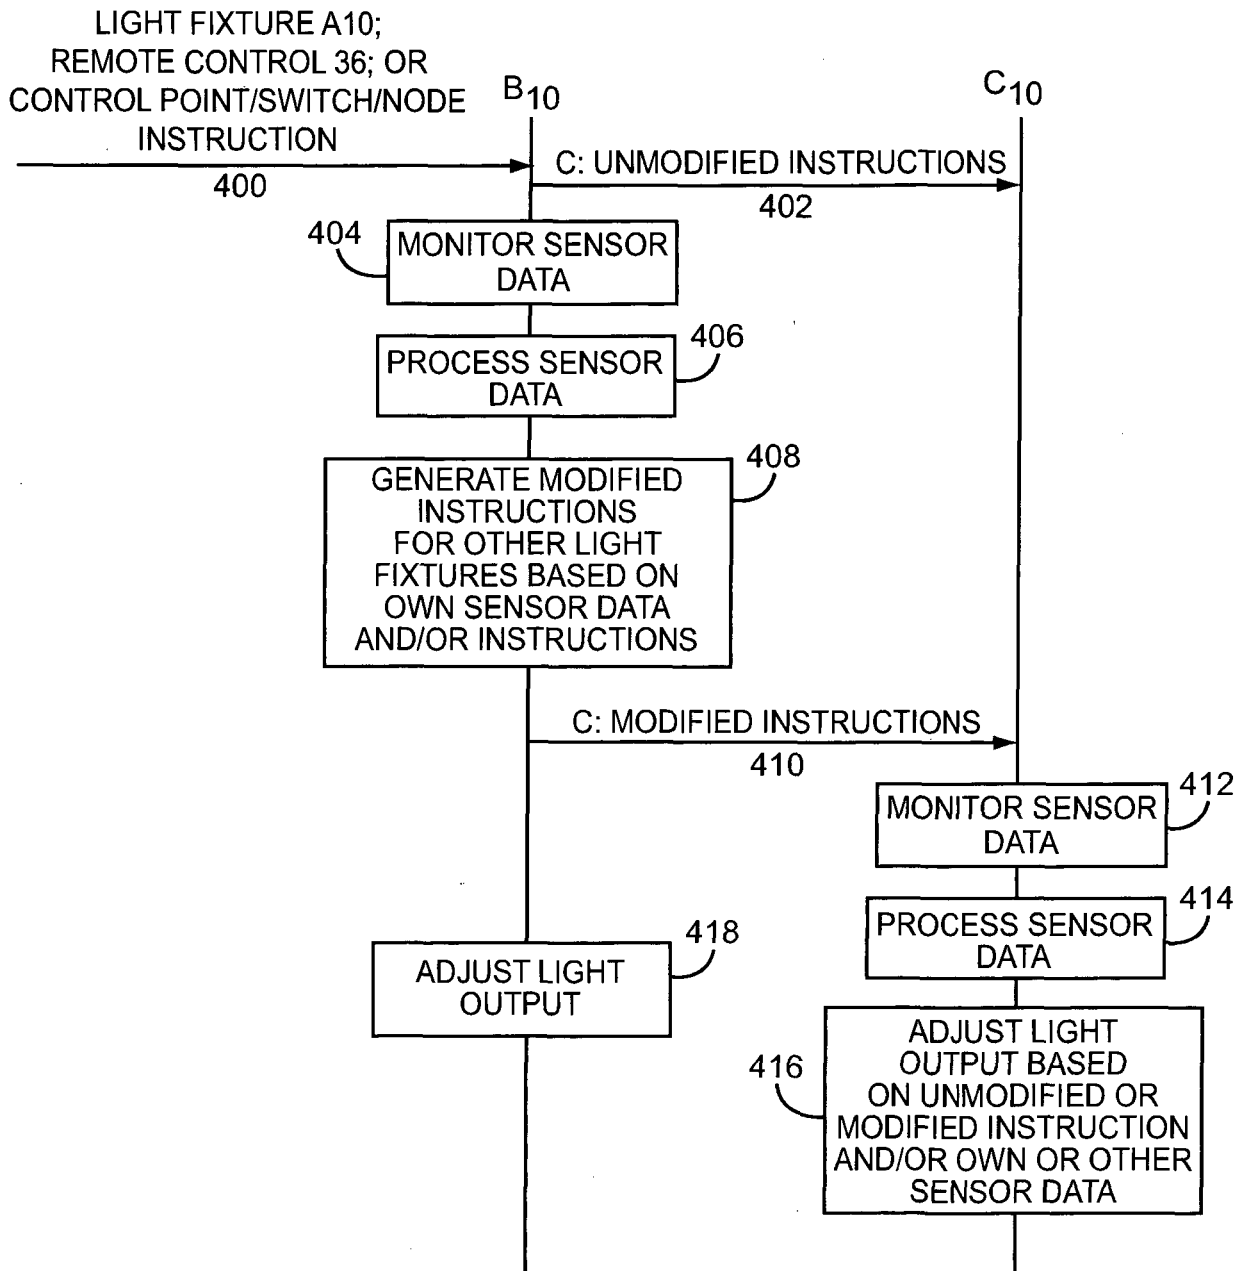 LIGHT FIXTURE A10;
REMOTE CONTROL 36; OR
CONTROL POINT/SWITCH/NODE
INSTRUCTION
400
B10
C10
C: UNMODIFIED INSTRUCTIONS
402
404
MONITOR SENSOR
DATA
406
PROCESS SENSOR
DATA
408
GENERATE MODIFIED
INSTRUCTIONS
FOR OTHER LIGHT
FIXTURES BASED ON
OWN SENSOR DATA
AND/OR INSTRUCTIONS
C: MODIFIED INSTRUCTIONS
410
412
MONITOR SENSOR
DATA
414
PROCESS SENSOR
DATA
418
ADJUST LIGHT
OUTPUT
416
ADJUST LIGHT
OUTPUT BASED
ON UNMODIFIED OR
MODIFIED INSTRUCTION
AND/OR OWN OR OTHER
SENSOR DATA